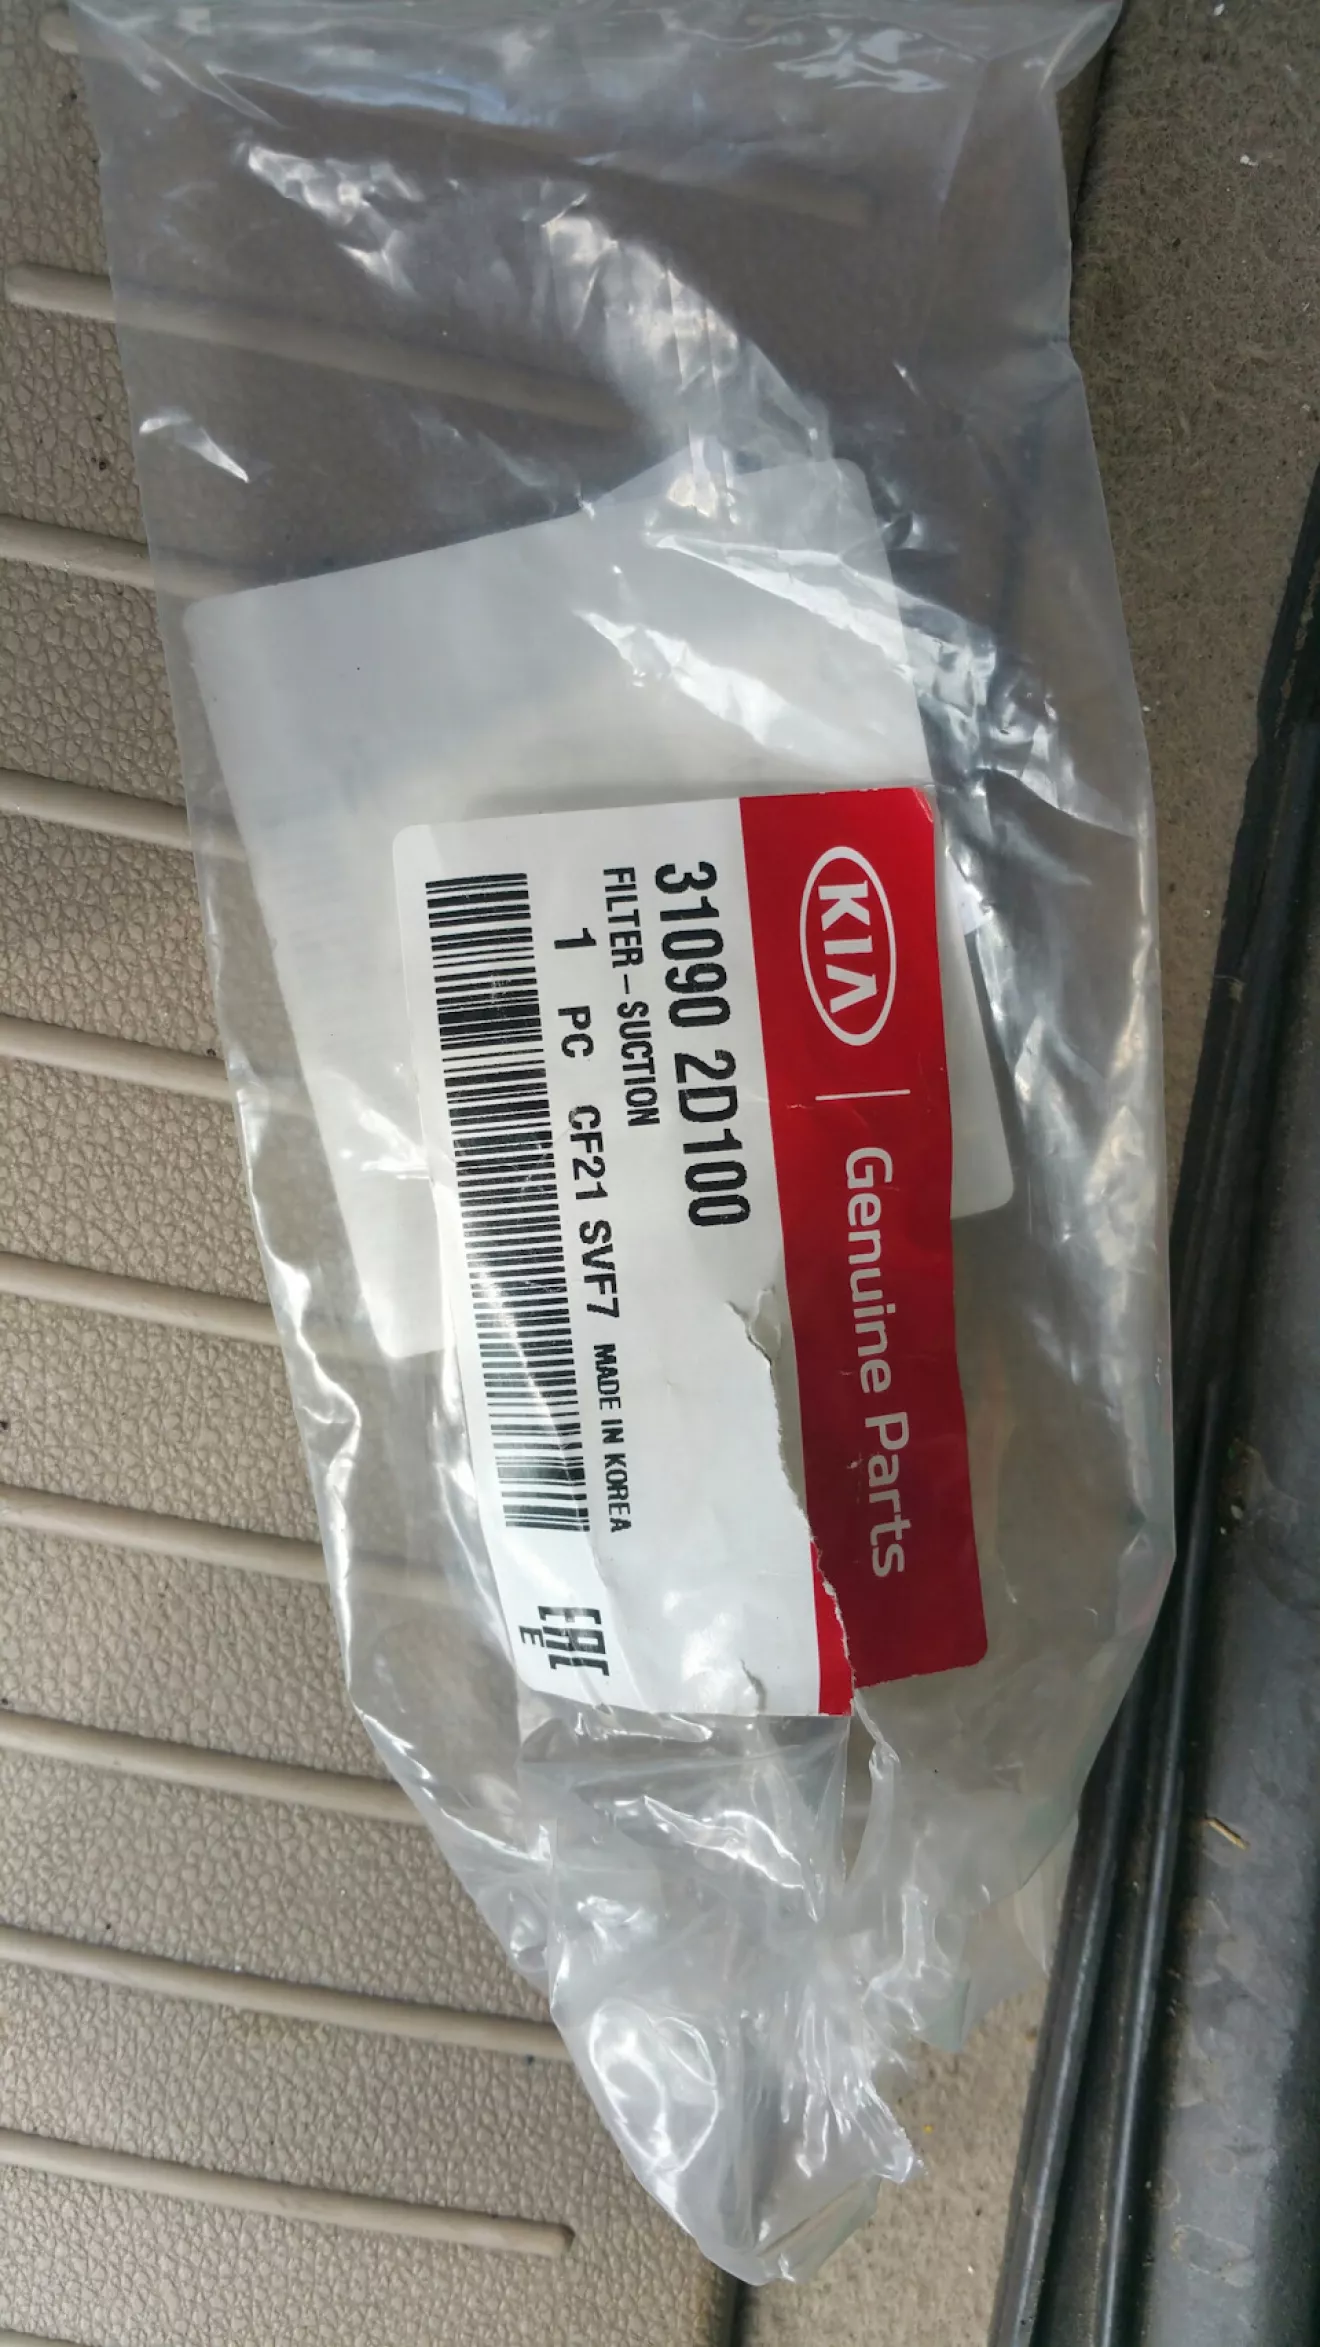 KIA | Genuine Parts
31090 2D100
FILTER-SUCTION
1 PC CF21 SVF7 MADE IN KOREA
EAC
E